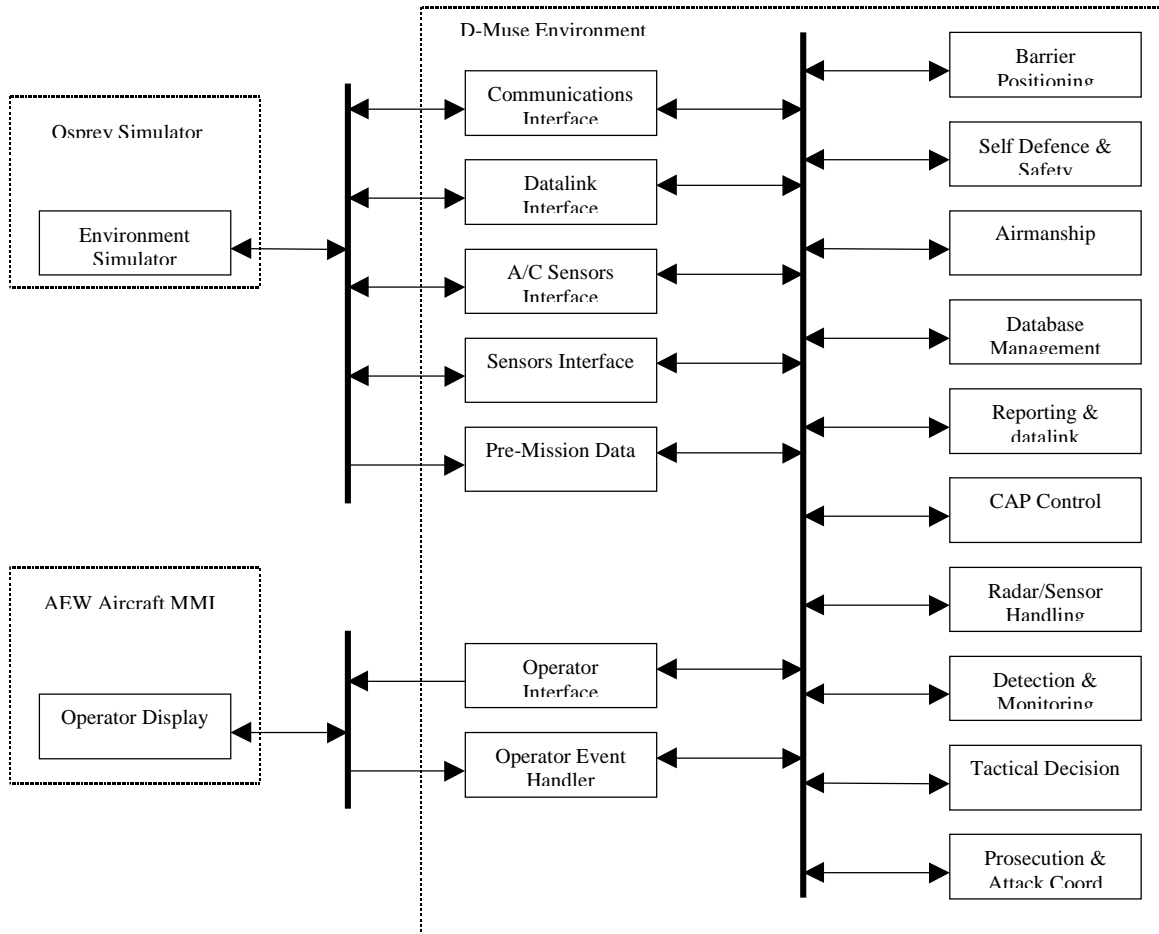 D-Muse Environment
Barrier
Positioning
Communications
Interface
Osprey Simulator
Self Defence &
Safety
Datalink
Interface
Environment
Simulator
Airmanship
A/C Sensors
Interface
Database
Management
Sensors Interface
Reporting &
datalink
Pre-Mission Data
CAP Control
AEW Aircraft MMI
Radar/Sensor
Handling
Operator
Interface
Detection &
Monitoring
Operator Display
Operator Event
Handler
Tactical Decision
Prosecution &
Attack Coord